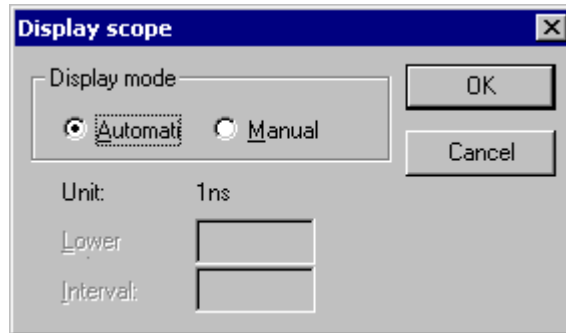 Display scope
Display mode
Automati
Manual
OK
Cancel
Unit: 1ns
Lower
Interval: